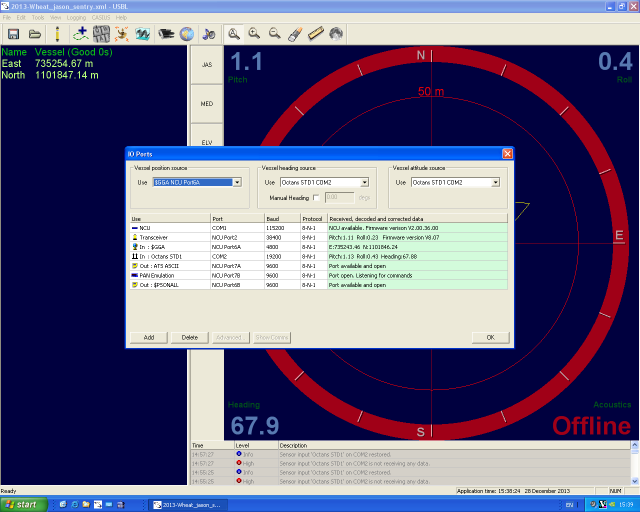 2013-Wheat_jason_sentry.xml - USBL
File Edit Tools View Logging CASIUS Help
Name Vessel (Good 0s)
East 735254.67 m
North 1101847.14 m
JAS
MED
ELV
1.1
Pitch
0.4
Roll
N
50 m
E
S
IO Ports
Vessel position source
Use $GGA NCU Port6A
Vessel heading source
Use Octans STD1 COM2
Manual Heading 0.00 degs
Vessel attitude source
Use Octans STD1 COM2
Use Port Baud Protocol Received, decoded and corrected data
NCU COM1 115200 8-N-1 NCU available. Firmware version V2.00.36.00
Transceiver NCU Port2 38400 8-N-1 Pitch:1.11 Roll:0.23 Firmware version V8.07
In : $GGA NCU Port6A 4800 8-N-1 E:735243.46 N:1101846.24
In : Octans STD1 COM2 19200 8-N-1 Pitch:1.13 Roll:0.43 Heading:67.88
Out : ATS ASCII NCU Port7A 9600 8-N-1 Port available and open
PAN Emulation NCU Port7B 9600 8-N-1 Port open. Listening for commands
Out : $PSONALL NCU Port6B 9600 8-N-1 Port available and open
Add Delete Advanced Show Comms OK
Heading
67.9
Acoustics
Offline
Time Level Description
14:57:27 Info Sensor input 'Octans STD1' on COM2 restored.
14:57:27 High Sensor input 'Octans STD1' on COM2 is not receiving any data.
14:55:25 Info Sensor input 'Octans STD1' on COM2 restored.
14:55:25 High Sensor input 'Octans STD1' on COM2 is not receiving any data.
Ready
Application time: 15:38:24 28 December 2013 NUM
start
2013-Wheat_jason_s...
EN
15:39